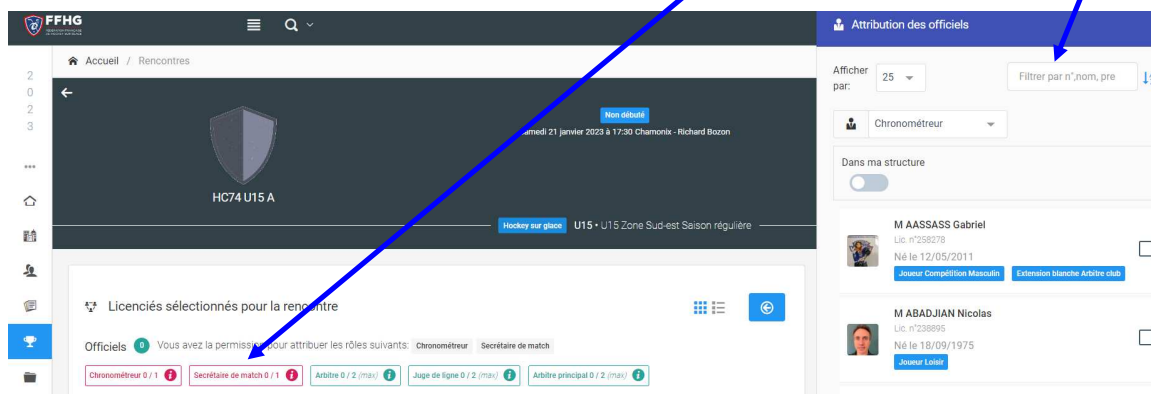 FFHG
Attribution des officiels
Accueil / Rencontres
2
0
2
3
Non débuté
samedi 21 janvier 2023 à 17:30 Chamonix - Richard Bozon
HC74 U15 A
Hockey sur glace U15 • U15 Zone Sud-est Saison régulière
Licenciés sélectionnés pour la rencontre
Officiels 0 Vous avez la permission pour attribuer les rôles suivants: Chronométreur Secrétaire de match
Chronométreur 0 / 1 Secrétaire de match 0 / 1 Arbitre 0 / 2 (max) Juge de ligne 0 / 2 (max) Arbitre principal 0 / 2 (max)
Afficher
par:
25
Filtrer par n°,nom, pre
Chronométreur
Dans ma structure
M AASSASS Gabriel
Lic. n°258278
Né le 12/05/2011
Joueur Compétition Masculin Extension blanche Arbitre club
M ABADJIAN Nicolas
Lic. n°238895
Né le 18/09/1975
Joueur Loisir